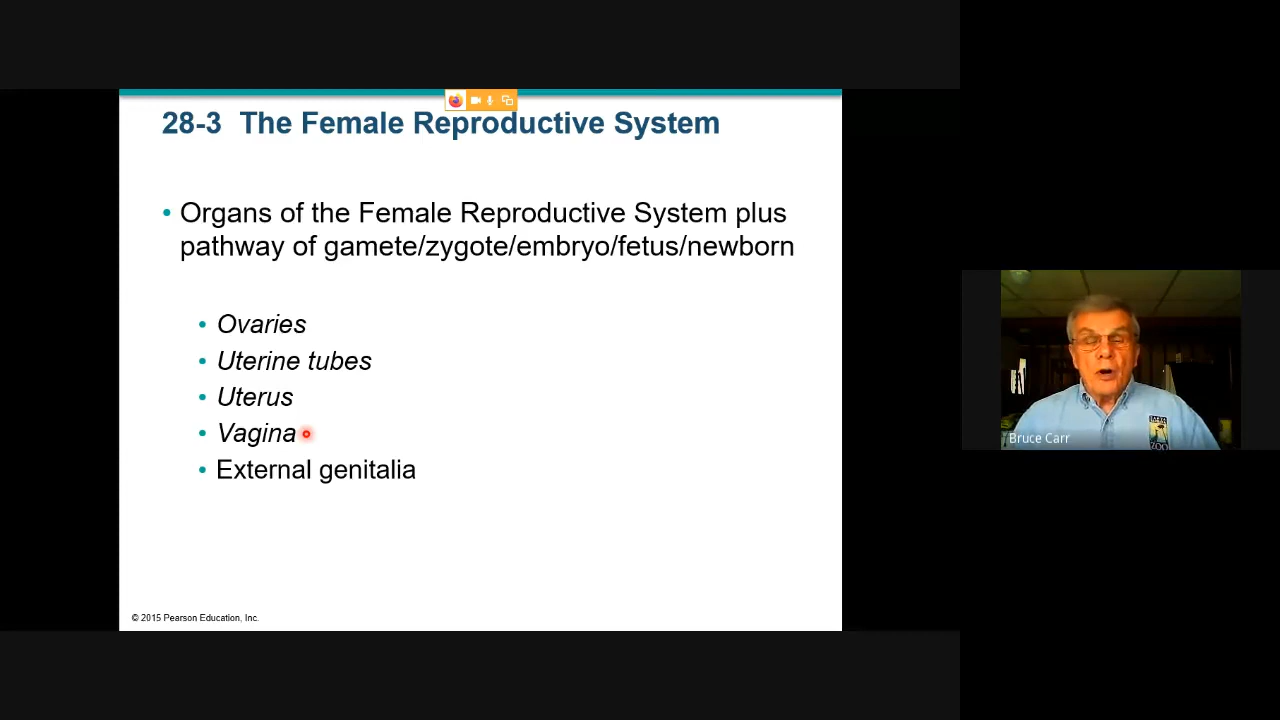 28-3 The Female Reproductive System
• Organs of the Female Reproductive System plus
pathway of gamete/zygote/embryo/fetus/newborn
• Ovaries
• Uterine tubes
• Uterus
• Vagina
• External genitalia
© 2015 Pearson Education, Inc.
Bruce Carr
ZOO